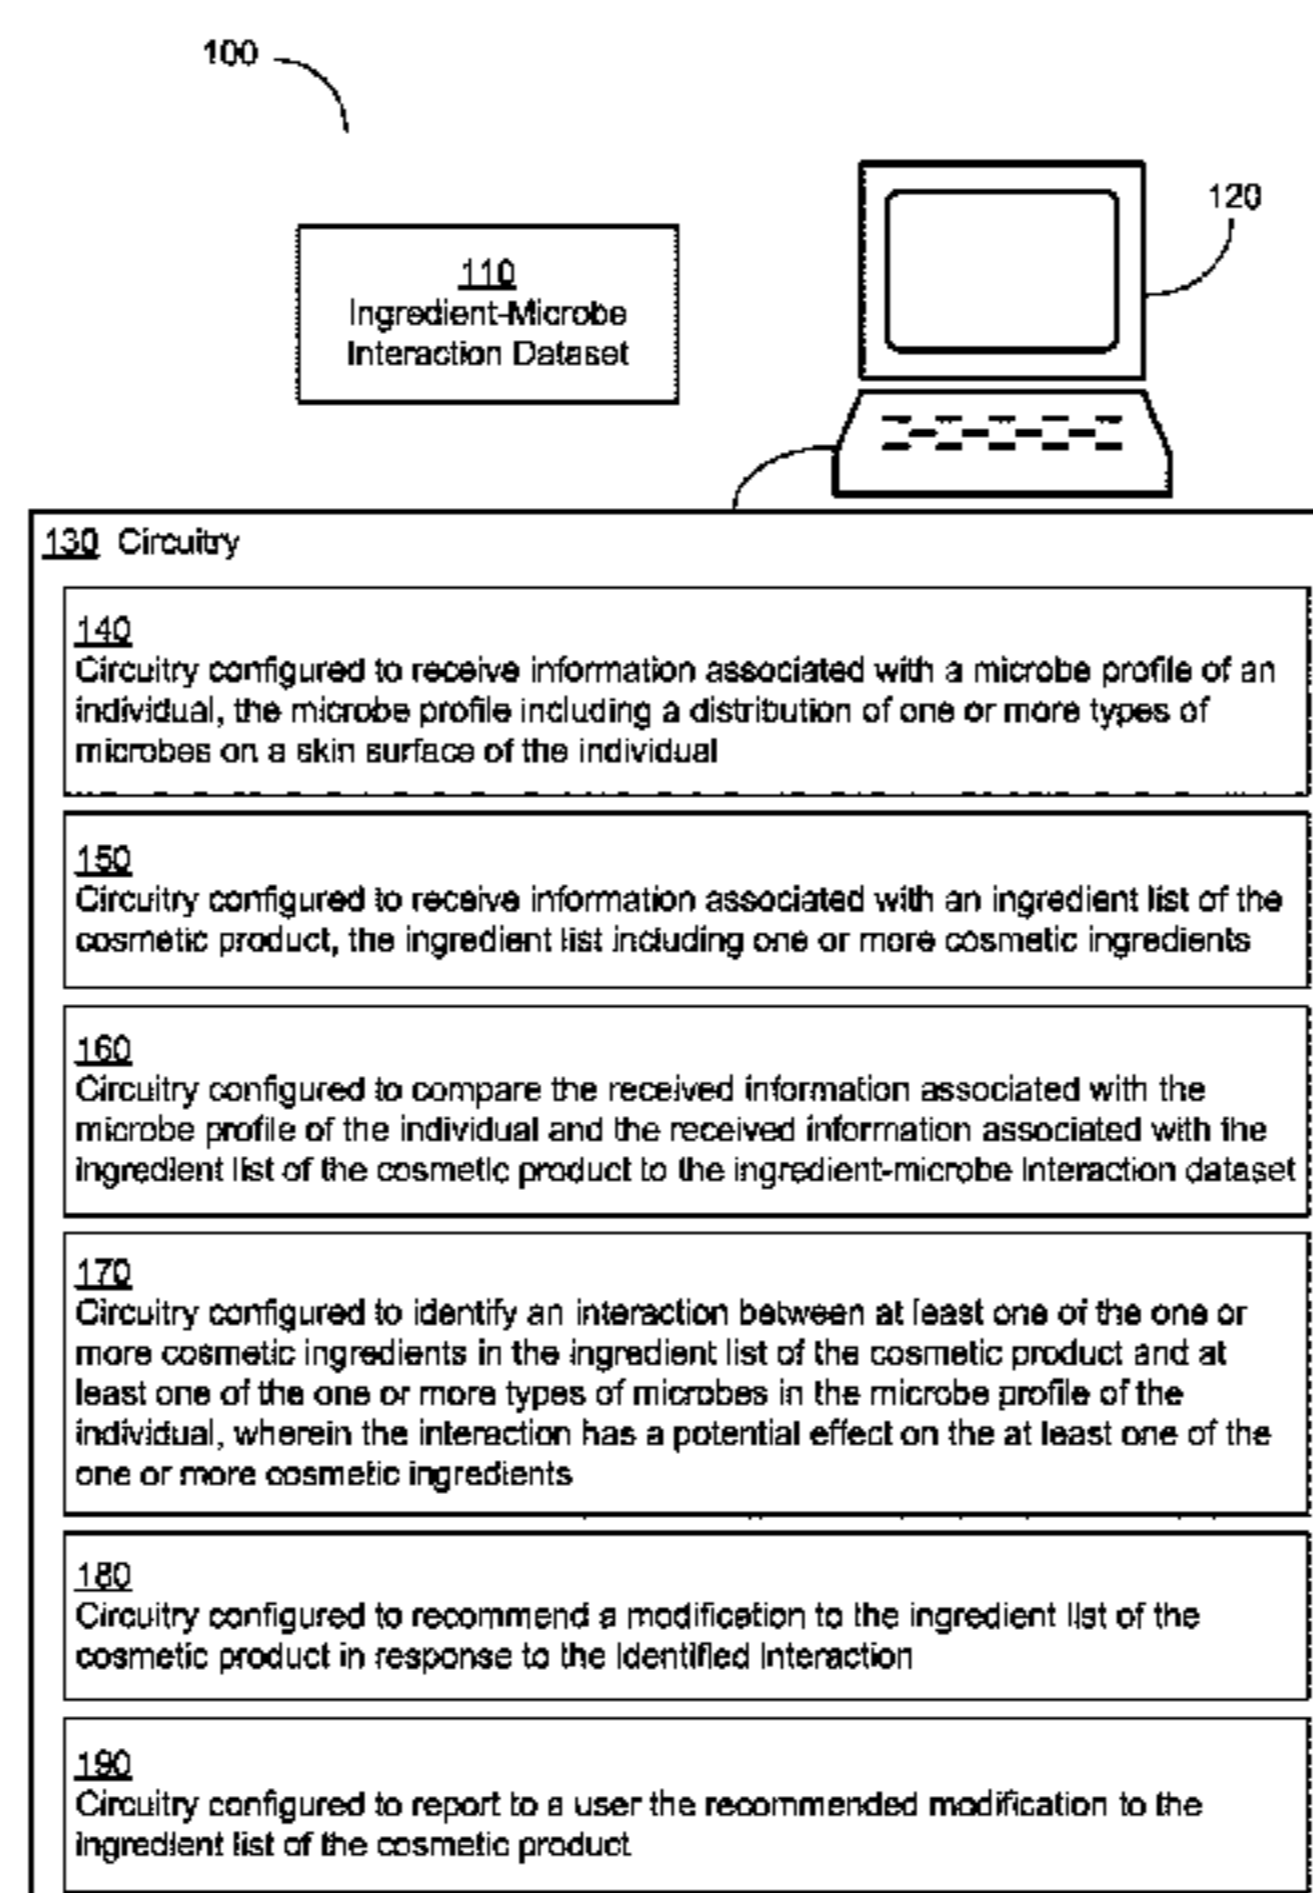 100
120
110
Ingredient-Microbe
Interaction Dataset
130 Circuitry
140
Circuitry configured to receive information associated with a microbe profile of an
individual, the microbe profile including a distribution of one or more types of
microbes on a skin surface of the individual
150
Circuitry configured to receive information associated with an ingredient list of the
cosmetic product, the ingredient list including one or more cosmetic ingredients
160
Circuitry configured to compare the received information associated with the
microbe profile of the individual and the received information associated with the
ingredient list of the cosmetic product to the ingredient-microbe interaction dataset
170
Circuitry configured to identify an interaction between at least one of the one or
more cosmetic ingredients in the ingredient list of the cosmetic product and at
least one of the one or more types of microbes in the microbe profile of the
individual, wherein the interaction has a potential effect on the at least one of the
one or more cosmetic ingredients
180
Circuitry configured to recommend a modification to the ingredient list of the
cosmetic product in response to the identified interaction
190
Circuitry configured to report to a user the recommended modification to the
ingredient list of the cosmetic product